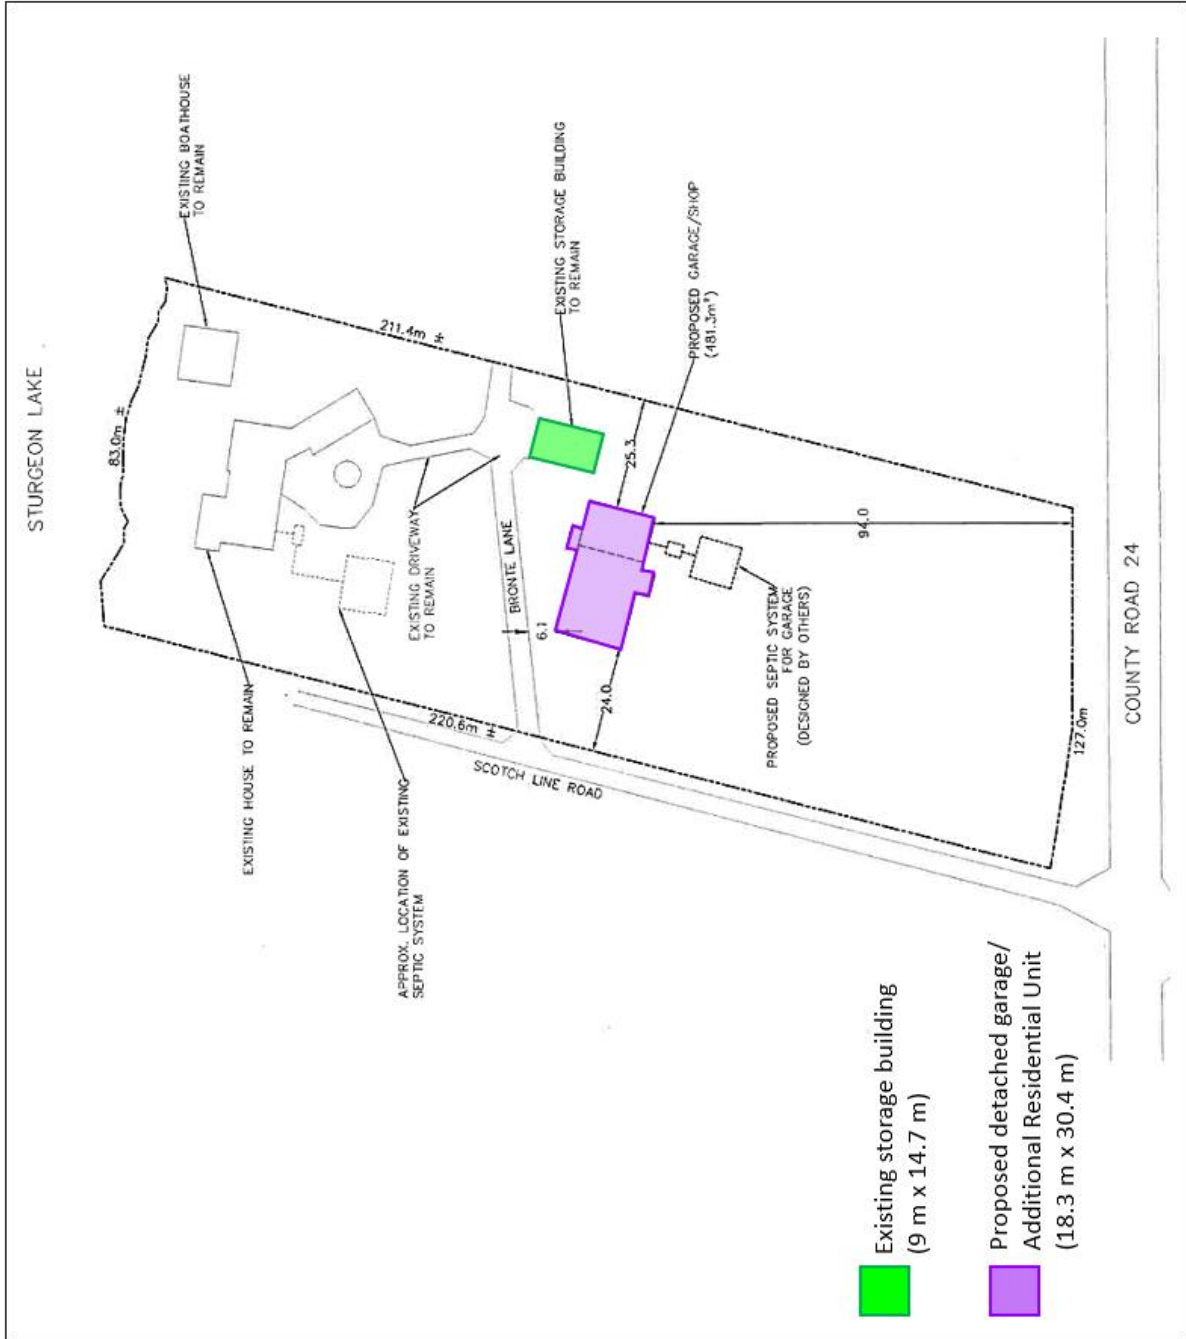 STURGEON LAKE
EXISTING BOATHOUSE
TO REMAIN
83.0m ±
211.4m ±
EXISTING STORAGE BUILDING
TO REMAIN
PROPOSED GARAGE/SHOP
(481.3m²)
25.3
EXISTING DRIVEWAY
TO REMAIN
BRONTE LANE
6.1
94.0
24.0
PROPOSED SEPTIC SYSTEM
FOR GARAGE
(DESIGNED BY OTHERS)
EXISTING HOUSE TO REMAIN
220.6m ±
SCOTCH LINE ROAD
APPROX. LOCATION OF EXISTING
SEPTIC SYSTEM
127.0m
COUNTY ROAD 24
Existing storage building
(9 m x 14.7 m)
Proposed detached garage/
Additional Residential Unit
(18.3 m x 30.4 m)